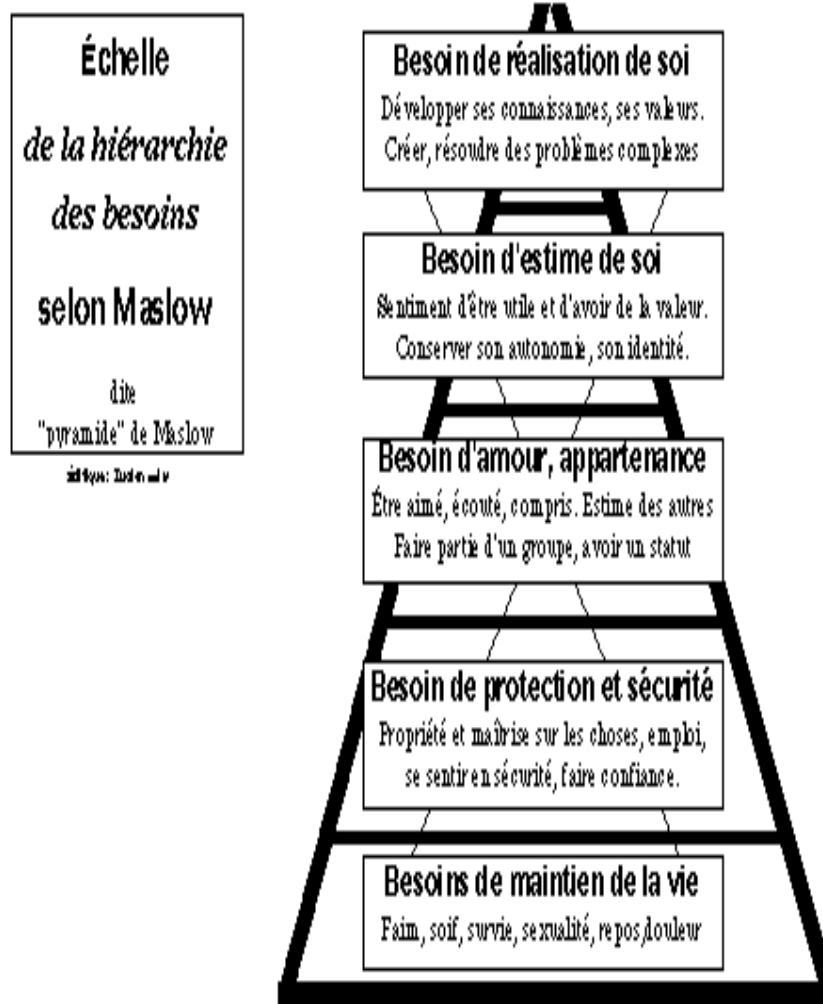 Échelle
de la hiérarchie
des besoins
selon Maslow
dite
"pyramide" de Maslow
Besoin de réalisation de soi
Développer ses connaissances, ses valeurs.
Créer, résoudre des problèmes complexes
Besoin d'estime de soi
Sentiment d'être utile et d'avoir de la valeur.
Conserver son autonomie, son identité.
Besoin d'amour, appartenance
Être aimé, écouté, compris. Estime des autres
Faire partie d'un groupe, avoir un statut
Besoin de protection et sécurité
Propriété et maîtrise sur les choses, emploi,
se sentir en sécurité, faire confiance.
Besoins de maintien de la vie
Faim, soif, survie, sexualité, repos,douleur